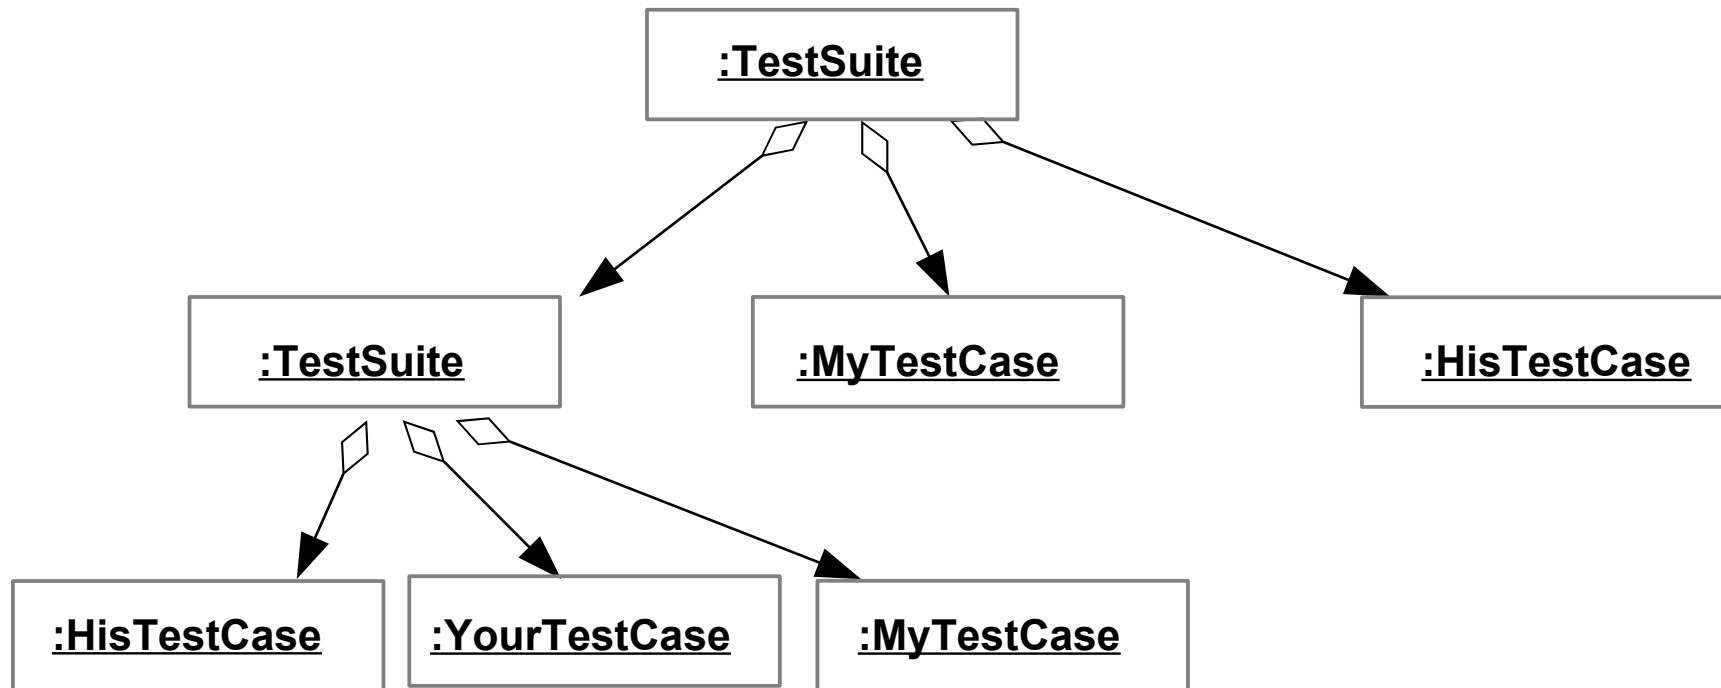 :TestSuite
:TestSuite
:MyTestCase
:HisTestCase
:HisTestCase
:YourTestCase
:MyTestCase